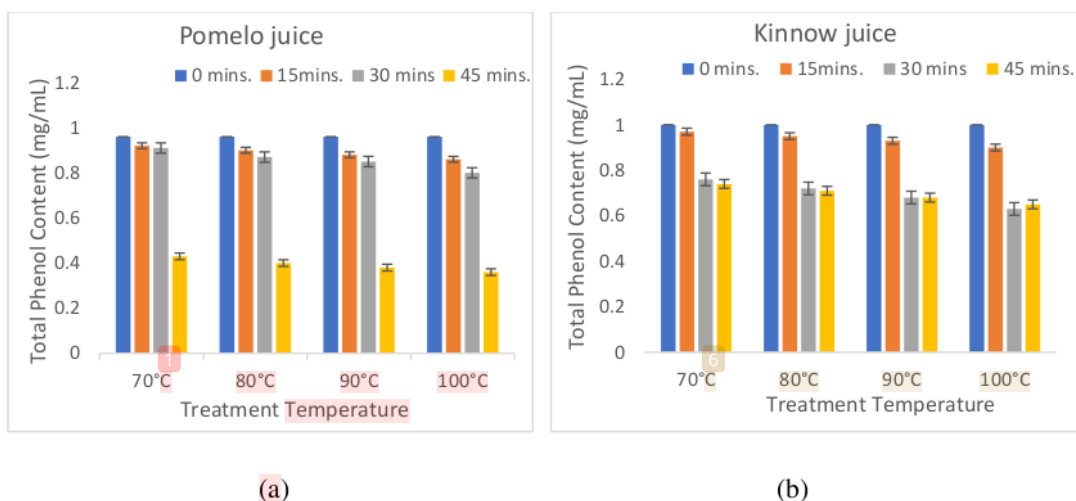 Pomelo juice
0 mins. 15mins. 30 mins 45 mins.
Total Phenol Content (mg/mL)
1.2
1
0.8
0.6
0.4
0.2
0
1
70°C 80°C 90°C 100°C
Treatment Temperature
(a)
Kinnow juice
0 mins. 15mins. 30 mins 45 mins.
Total Phenol Content (mg/mL)
1.2
1
0.8
0.6
0.4
0.2
0
6
70°C 80°C 90°C 100°C
Treatment Temperature
(b)